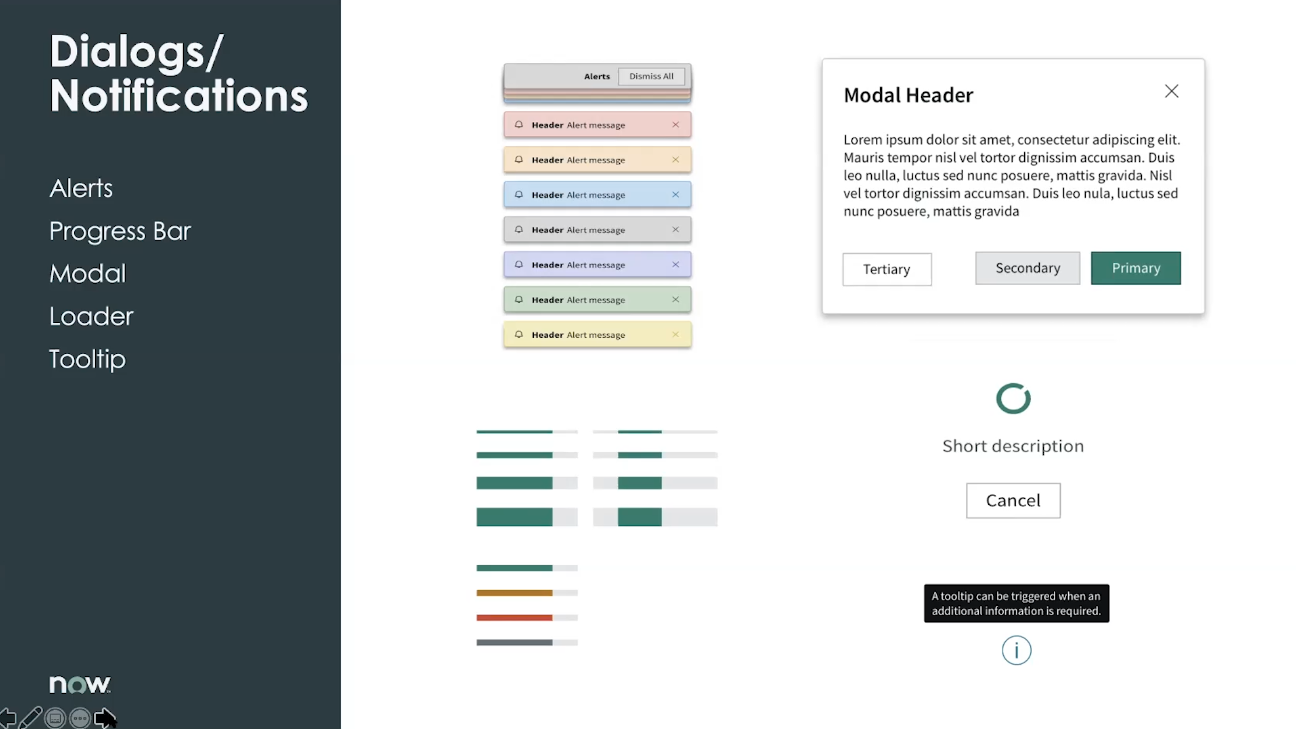 Dialogs/
Notifications
Alerts
Progress Bar
Modal
Loader
Tooltip
now
Alerts Dismiss All
Header Alert message
Header Alert message
Header Alert message
Header Alert message
Header Alert message
Header Alert message
Header Alert message
Modal Header
Lorem ipsum dolor sit amet, consectetur adipiscing elit.
Mauris tempor nisl vel tortor dignissim accumsan. Duis
leo nulla, luctus sed nunc posuere, mattis gravida. Nisl
vel tortor dignissim accumsan. Duis leo nula, luctus sed
nunc posuere, mattis gravida
Tertiary Secondary Primary
Short description
Cancel
A tooltip can be triggered when an
additional information is required.
i